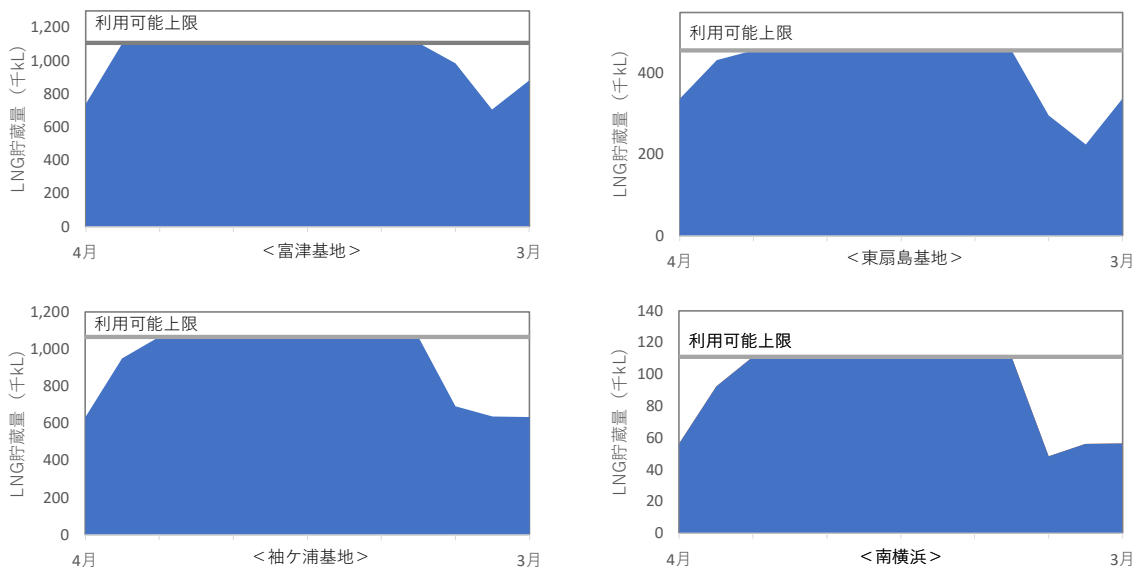 利用可能上限
LNG貯蔵量（千kL）
1,200
1,000
800
600
400
200
0
4月
＜富津基地＞
3月
利用可能上限
LNG貯蔵量（千kL）
400
200
0
4月
＜東扇島基地＞
3月
利用可能上限
LNG貯蔵量（千kL）
1,200
1,000
800
600
400
200
0
4月
＜袖ケ浦基地＞
3月
利用可能上限
LNG貯蔵量（千kL）
140
120
100
80
60
40
20
0
4月
＜南横浜＞
3月